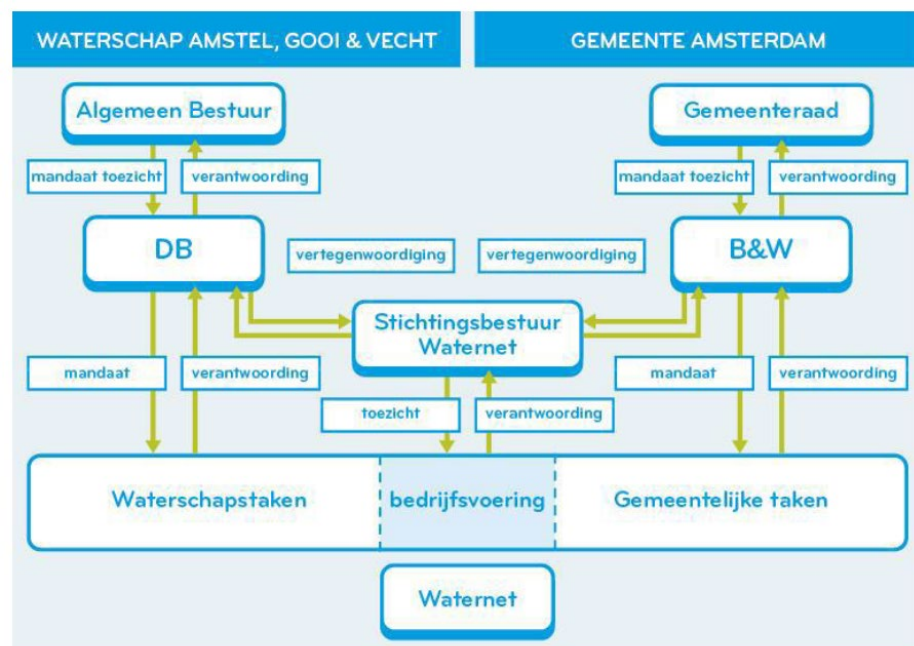 WATERSCHAP AMSTEL, GOOI & VECHT
GEMEENTE AMSTERDAM
Algemeen Bestuur
Gemeenteraad
mandaat toezicht
verantwoording
mandaat toezicht
verantwoording
DB
vertegenwoordiging
vertegenwoordiging
B&W
Stichtingsbestuur
Waternet
mandaat
verantwoording
mandaat
verantwoording
toezicht
verantwoording
Waterschapstaken
bedrijfsvoering
Gemeentelijke taken
Waternet